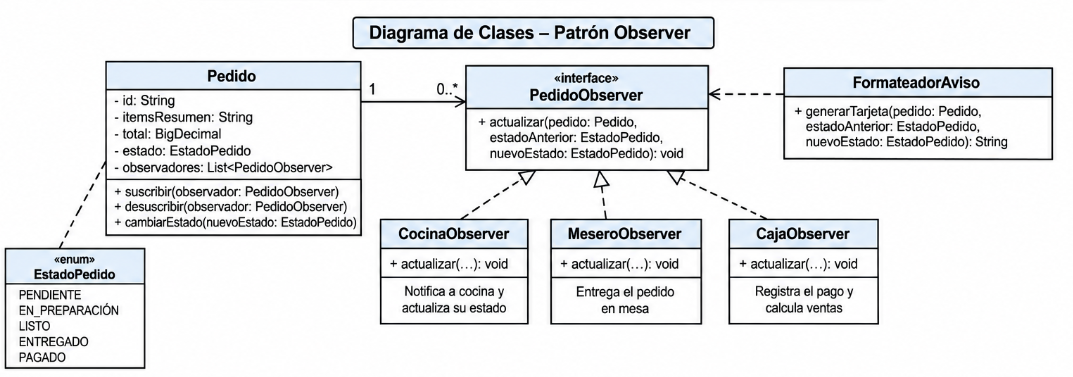 Diagrama de Clases – Patrón Observer
Pedido
- id: String
- itemsResumen: String
- total: BigDecimal
- estado: EstadoPedido
- observadores: List<PedidoObserver>
+ suscribir(observador: PedidoObserver)
+ desuscribir(observador: PedidoObserver)
+ cambiarEstado(nuevoEstado: EstadoPedido)
1
0..*
«interface»
PedidoObserver
+ actualizar(pedido: Pedido,
estadoAnterior: EstadoPedido,
nuevoEstado: EstadoPedido): void
FormateadorAviso
+ generarTarjeta(pedido: Pedido,
estadoAnterior: EstadoPedido,
nuevoEstado: EstadoPedido): String
«enum»
EstadoPedido
PENDIENTE
EN_PREPARACIÓN
LISTO
ENTREGADO
PAGADO
CocinaObserver
+ actualizar(...): void
Notifica a cocina y
actualiza su estado
MeseroObserver
+ actualizar(...): void
Entrega el pedido
en mesa
CajaObserver
+ actualizar(...): void
Registra el pago y
calcula ventas